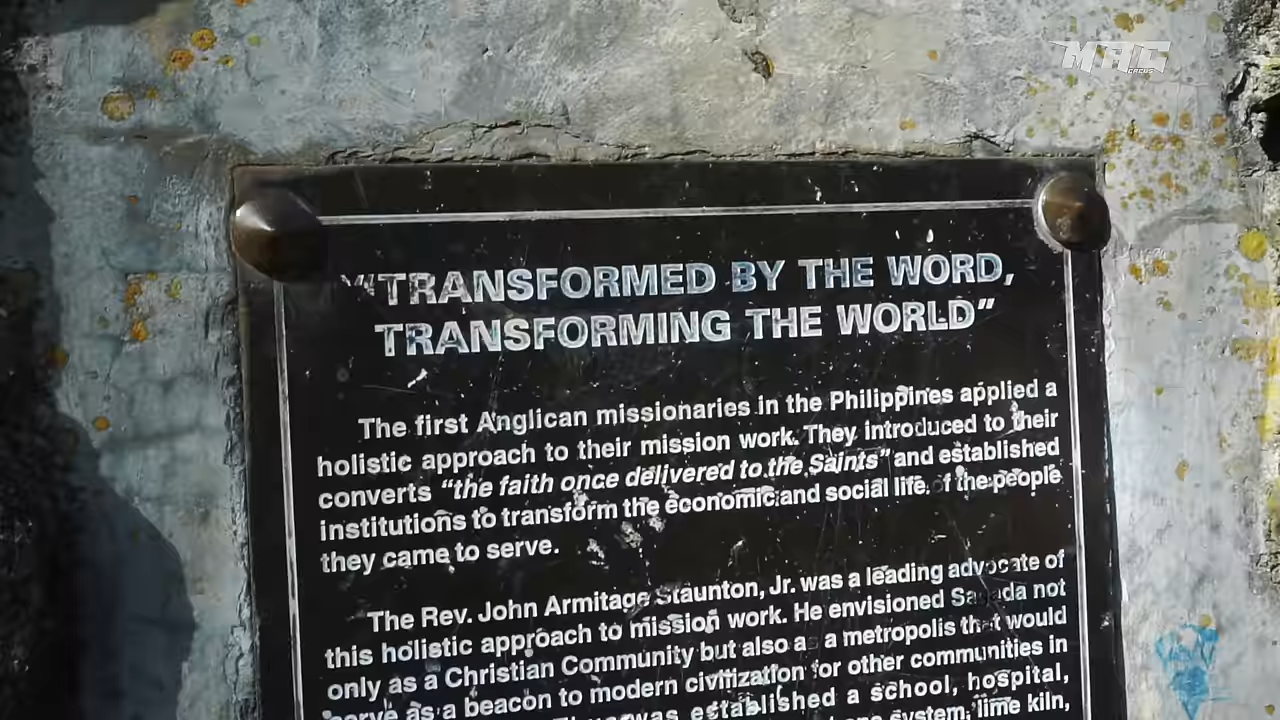 MAC
CRCUS
"TRANSFORMED BY THE WORD,
TRANSFORMING THE WORLD"
The first Anglican missionaries in the Philippines applied a
holistic approach to their mission work. They introduced to their
converts "the faith once delivered to the Saints" and established
institutions to transform the economic and social life of the people
they came to serve.
The Rev. John Armitage Staunton, Jr. was a leading advocate of
this holistic approach to mission work. He envisioned Sagada not
only as a Christian Community but also as a metropolis that would
serve as a beacon to modern civilization for other communities in
was established a school, hospital,
system, lime kiln,